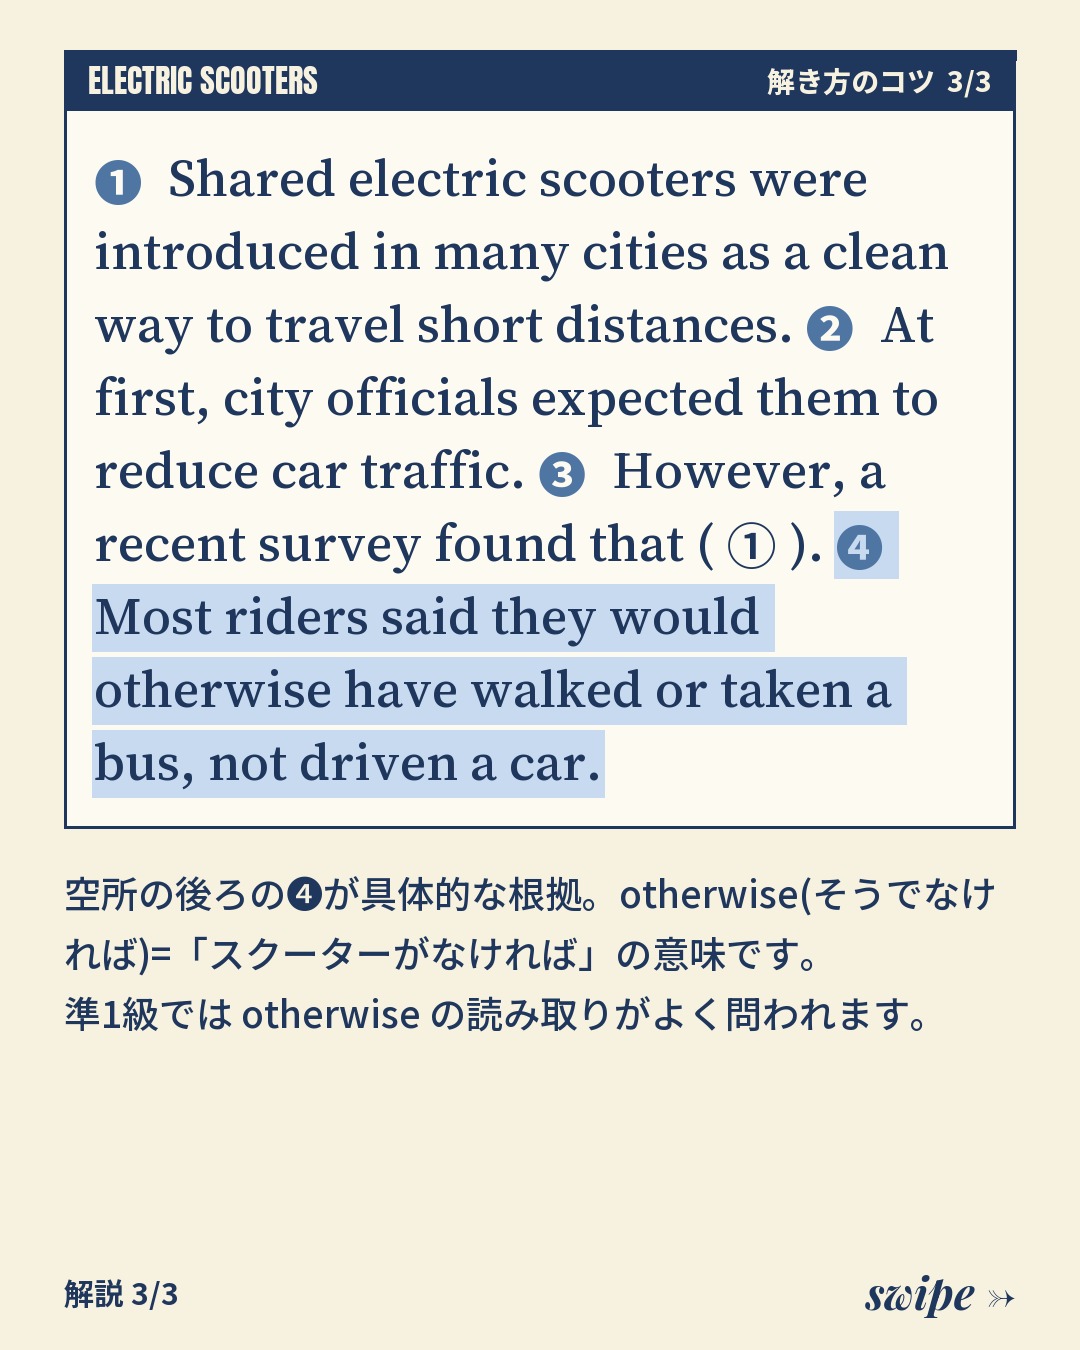 ELECTRIC SCOOTERS
解き方のコツ 3/3
❶ Shared electric scooters were
introduced in many cities as a clean
way to travel short distances. ❷ At
first, city officials expected them to
reduce car traffic. ❸ However, a
recent survey found that ( ① ). ❹
Most riders said they would
otherwise have walked or taken a
bus, not driven a car.
空所の後ろの❹が具体的な根拠。otherwise(そうでなけ
れば)=「スクーターがなければ」の意味です。
準1級では otherwise の読み取りがよく問われます。
解説 3/3
swipe